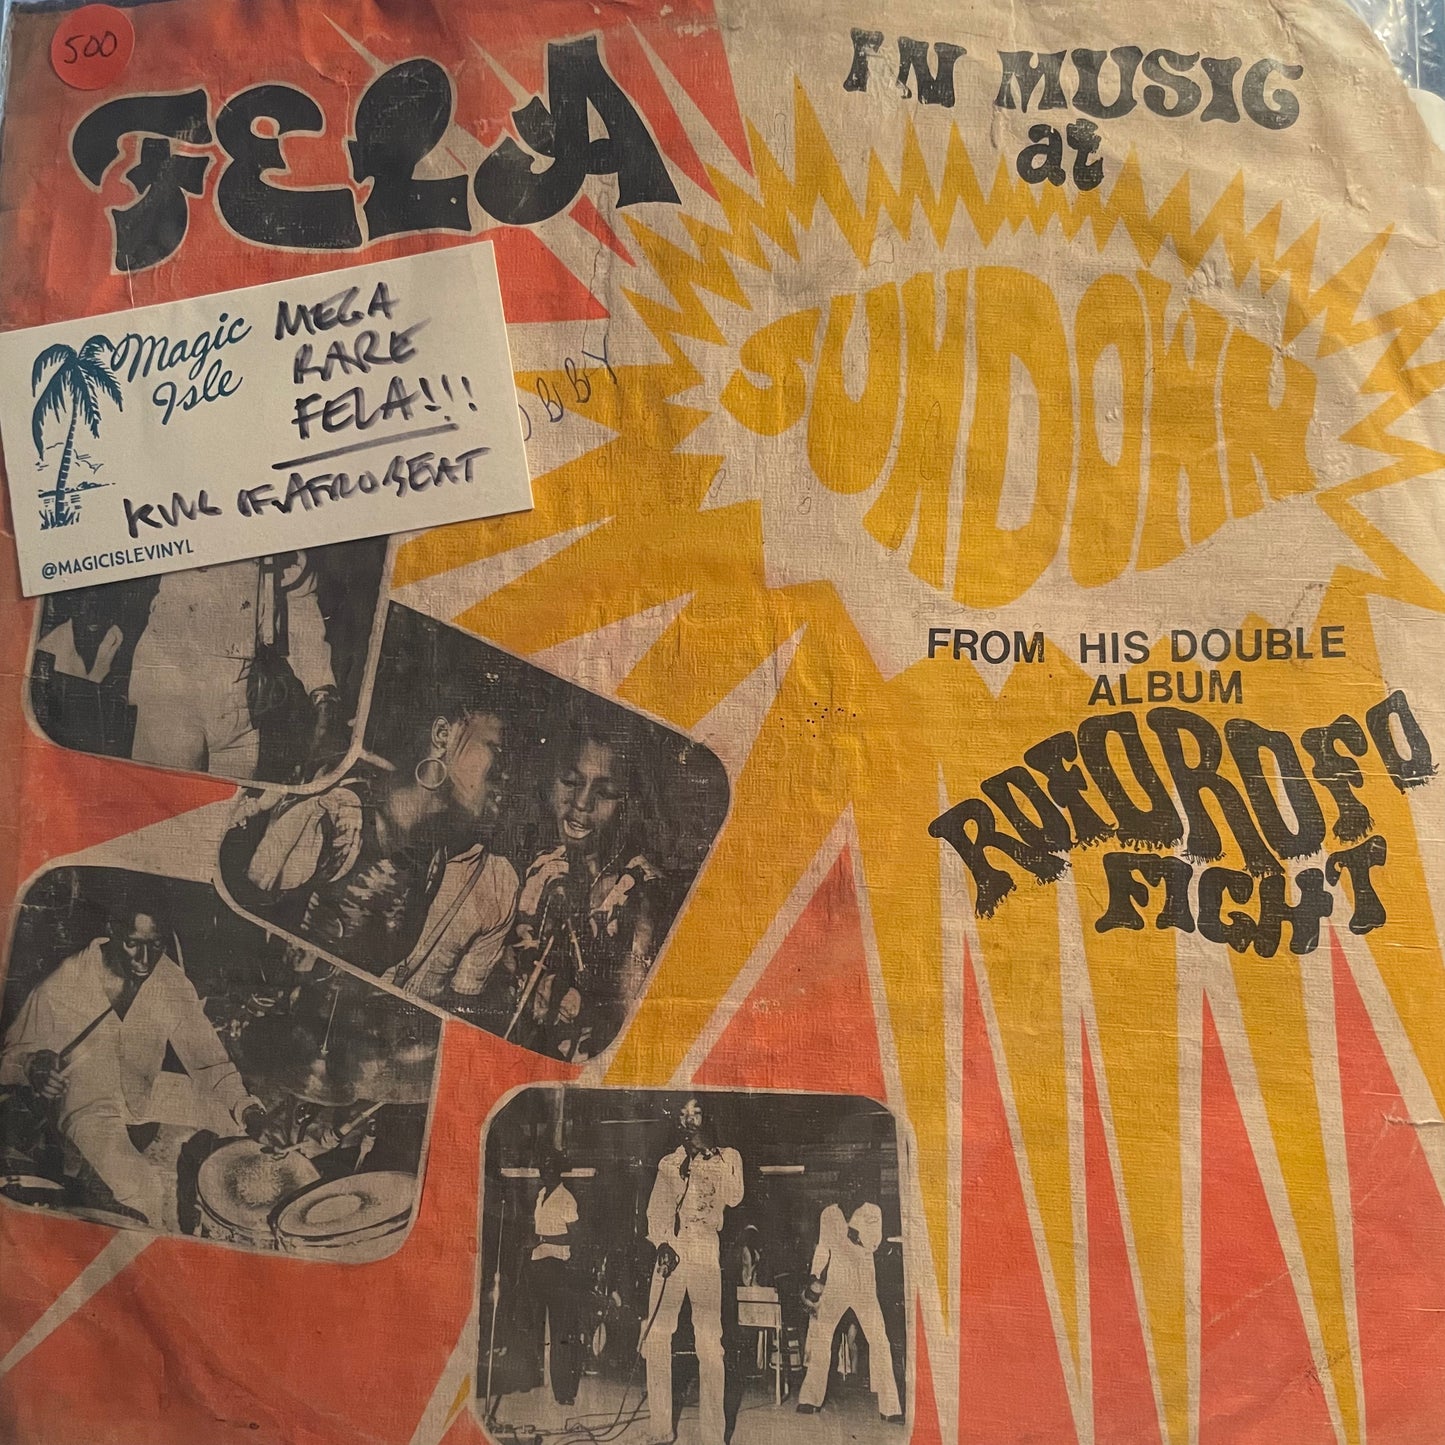 500
FELA
IN MUSIC
at
SUNDOWN
FROM HIS DOUBLE
ALBUM
ROFOROFO
FIGHT
Magic
Isle
MEGA
RARE
FELA!!!
KING OF AFROBEAT
@MAGICISLEVINYL